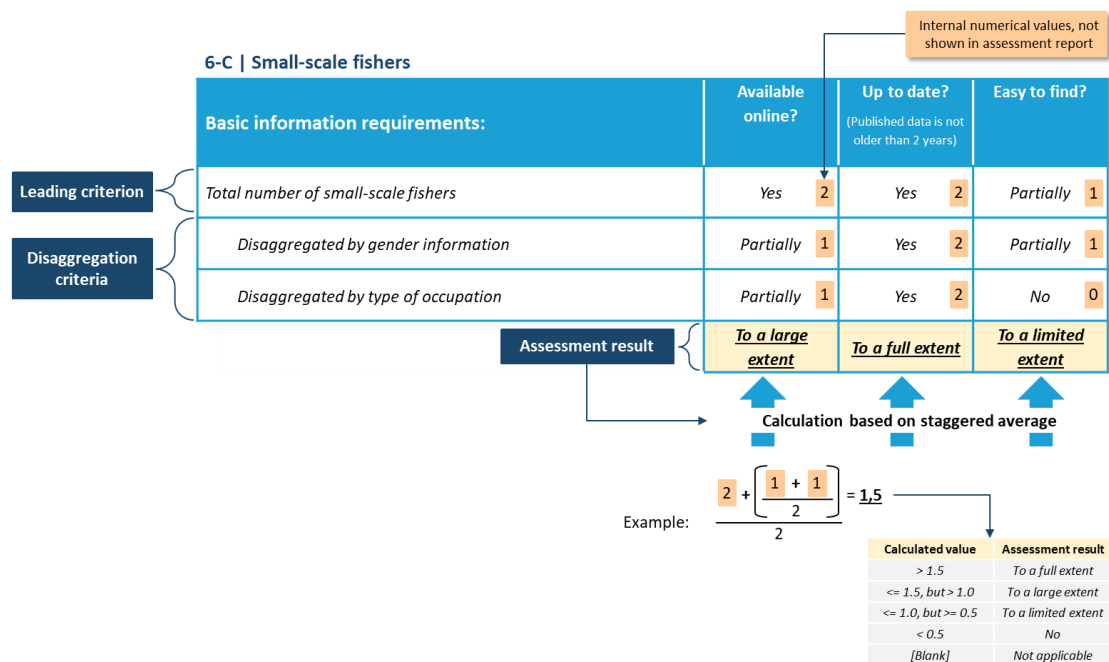 Internal numerical values, not
shown in assessment report
6-C | Small-scale fishers
Basic information requirements:
Available
online?
Up to date?
(Published data is not
older than 2 years)
Easy to find?
Leading criterion
Total number of small-scale fishers
Yes 2
Yes 2
Partially 1
Disaggregation
criteria
Disaggregated by gender information
Partially 1
Yes 2
Partially 1
Disaggregated by type of occupation
Partially 1
Yes 2
No 0
Assessment result
To a large
extent
To a full extent
To a limited
extent
Calculation based on staggered average
Example:
2 + ( 1 + 1
2 )
2
= 1,5
Calculated value Assessment result
> 1.5 To a full extent
<= 1.5, but > 1.0 To a large extent
<= 1.0, but >= 0.5 To a limited extent
< 0.5 No
[Blank] Not applicable